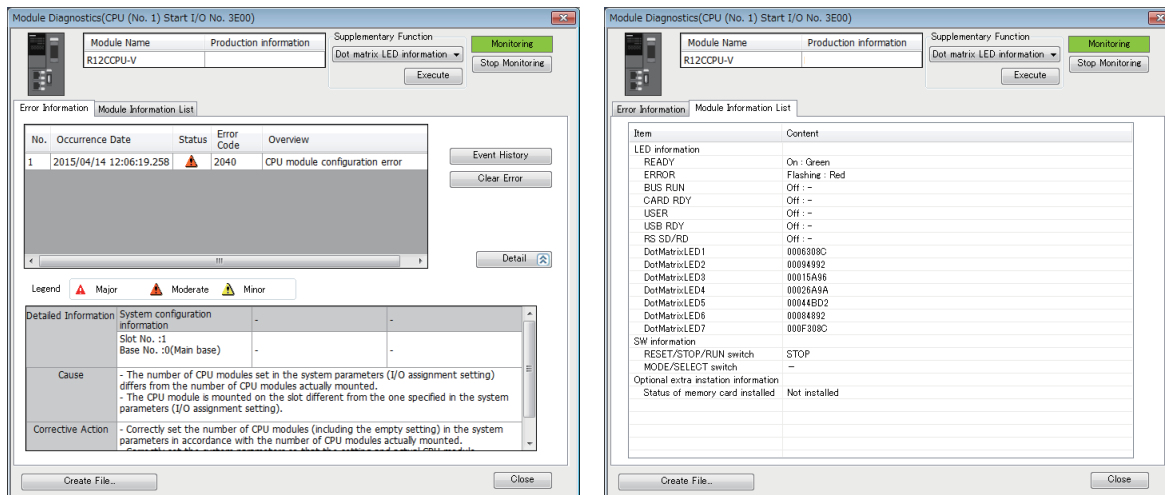 Module Diagnostics(CPU (No. 1) Start I/O No. 3E00)
Module Name Production information
R12CCPU-V
Supplementary Function
Dot matrix LED information
Execute
Monitoring
Stop Monitoring
Error Information Module Information List
No. Occurrence Date Status Error Code Overview
1 2015/04/14 12:06:19.258 2040 CPU module configuration error
Event History
Clear Error
Detail
Legend Major Moderate Minor
Detailed Information System configuration information - -
Slot No. :1
Base No. :0(Main base) - -
Cause - The number of CPU modules set in the system parameters (I/O assignment setting)
differs from the number of CPU modules actually mounted.
- The CPU module is mounted on the slot different from the one specified in the system
parameters (I/O assignment setting).
Corrective Action - Correctly set the number of CPU modules (including the empty setting) in the system
parameters in accordance with the number of CPU modules actually mounted.
Create File... Close
Module Diagnostics(CPU (No. 1) Start I/O No. 3E00)
Module Name Production information
R12CCPU-V
Supplementary Function
Dot matrix LED information
Execute
Monitoring
Stop Monitoring
Error Information Module Information List
Item Content
LED information
READY On : Green
ERROR Flashing : Red
BUS RUN Off : -
CARD RDY Off : -
USER Off : -
USB RDY Off : -
RS SD/RD Off : -
DotMatrixLED1 0006308C
DotMatrixLED2 00094992
DotMatrixLED3 00015A96
DotMatrixLED4 00026A9A
DotMatrixLED5 00044BD2
DotMatrixLED6 00084892
DotMatrixLED7 000F308C
SW information
RESET/STOP/RUN switch STOP
MODE/SELECT switch -
Optional extra instation information
Status of memory card installed Not installed
Create File... Close